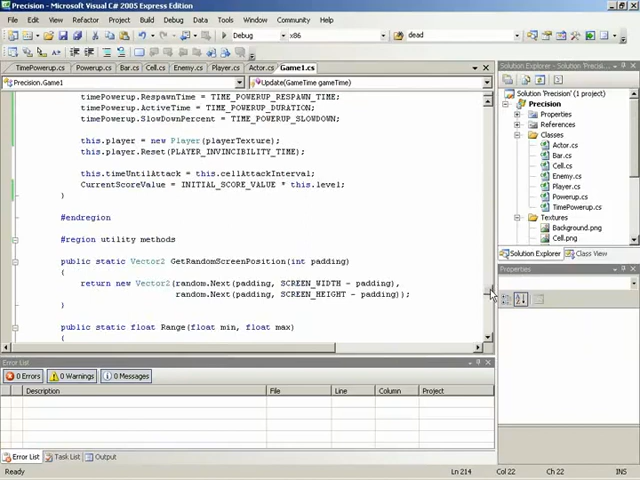 Precision - Microsoft Visual C# 2005 Express Edition
File Edit View Refactor Project Build Debug Data Tools Window Community Help
Debug x86 dead
TimePowerup.cs Powerup.cs Bar.cs Cell.cs Enemy.cs Player.cs Actor.cs Game1.cs
Precision.Game1 Update(GameTime gameTime)
timePowerup.RespawnTime = TIME_POWERUP_RESPAWN_TIME;
timePowerup.ActiveTime = TIME_POWERUP_DURATION;
timePowerup.SlowDownPercent = TIME_POWERUP_SLOWDOWN;
this.player = new Player(playerTexture);
this.player.Reset(PLAYER_INVINCIBILITY_TIME);
this.timeUntilAttack = this.cellAttackInterval;
CurrentScoreValue = INITIAL_SCORE_VALUE * this.level;
}
#endregion
#region utility methods
public static Vector2 GetRandomScreenPosition(int padding)
{
return new Vector2(random.Next(padding, SCREEN_WIDTH - padding),
random.Next(padding, SCREEN_HEIGHT - padding));
}
public static float Range(float min, float max)
{
Solution Explorer - Solution 'Precisi...
Solution 'Precision' (1 project)
Precision
Properties
References
Classes
Actor.cs
Bar.cs
Cell.cs
Enemy.cs
Player.cs
Powerup.cs
TimePowerup.cs
Textures
Background.png
Cell.png
Solution Explorer Class View
Properties
Error List
0 Errors 0 Warnings 0 Messages
Description File Line Column Project
Error List Task List Output
Ready Ln 214 Col 22 Ch 22 INS